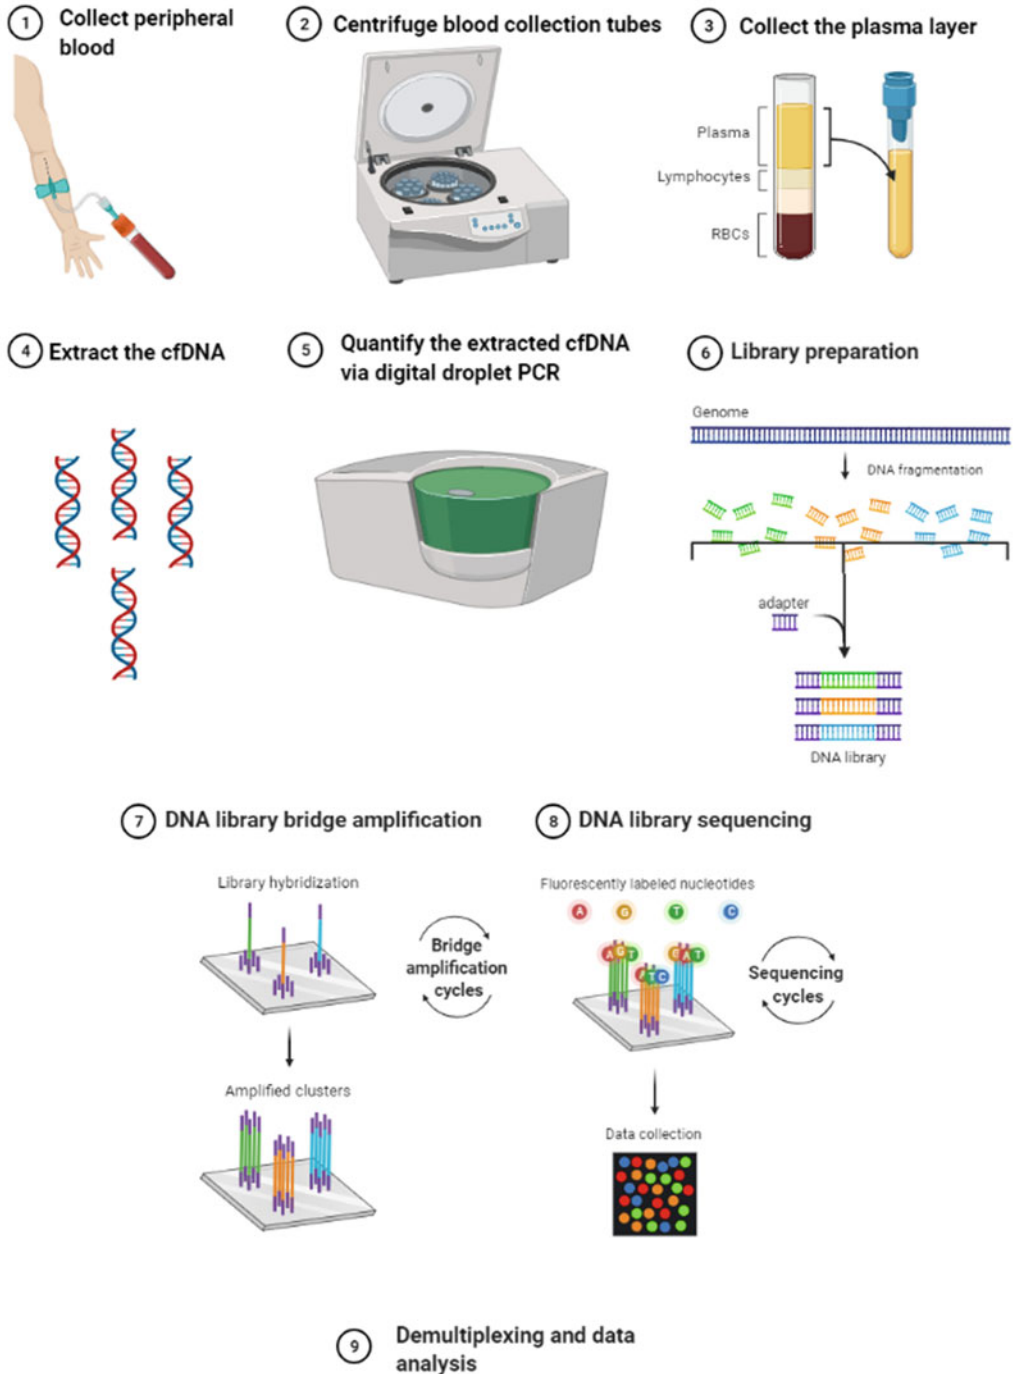 1 Collect peripheral
blood
2 Centrifuge blood collection tubes
3 Collect the plasma layer
Plasma
Lymphocytes
RBCs
4 Extract the cfDNA
5 Quantify the extracted cfDNA
via digital droplet PCR
6 Library preparation
Genome
DNA fragmentation
adapter
DNA library
7 DNA library bridge amplification
Library hybridization
Bridge
amplification
cycles
Amplified clusters
8 DNA library sequencing
Fluorescently labeled nucleotides
A G T C
A G T
G A T
A T C
Sequencing
cycles
Data collection
9 Demultiplexing and data
analysis